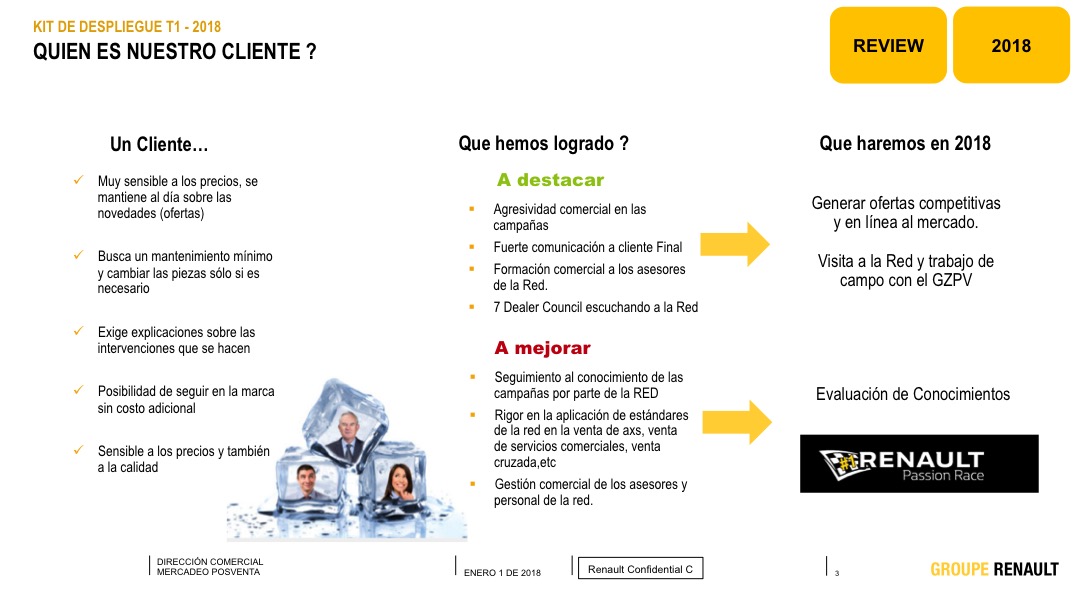 KIT DE DESPLIEGUE T1 - 2018
QUIEN ES NUESTRO CLIENTE ?
REVIEW
2018
Un Cliente…
Muy sensible a los precios, se
mantiene al día sobre las
novedades (ofertas)
Busca un mantenimiento mínimo
y cambiar las piezas sólo si es
necesario
Exige explicaciones sobre las
intervenciones que se hacen
Posibilidad de seguir en la marca
sin costo adicional
Sensible a los precios y también
a la calidad
Que hemos logrado ?
A destacar
Agresividad comercial en las
campañas
Fuerte comunicación a cliente Final
Formación comercial a los asesores
de la Red.
7 Dealer Council escuchando a la Red
A mejorar
Seguimiento al conocimiento de las
campañas por parte de la RED
Rigor en la aplicación de estándares
de la red en la venta de axs, venta
de servicios comerciales, venta
cruzada,etc
Gestión comercial de los asesores y
personal de la red.
Que haremos en 2018
Generar ofertas competitivas
y en línea al mercado.
Visita a la Red y trabajo de
campo con el GZPV
Evaluación de Conocimientos
#1 RENAULT
Passion Race
DIRECCIÓN COMERCIAL
MERCADEO POSVENTA
ENERO 1 DE 2018
Renault Confidential C
3
GROUPE RENAULT